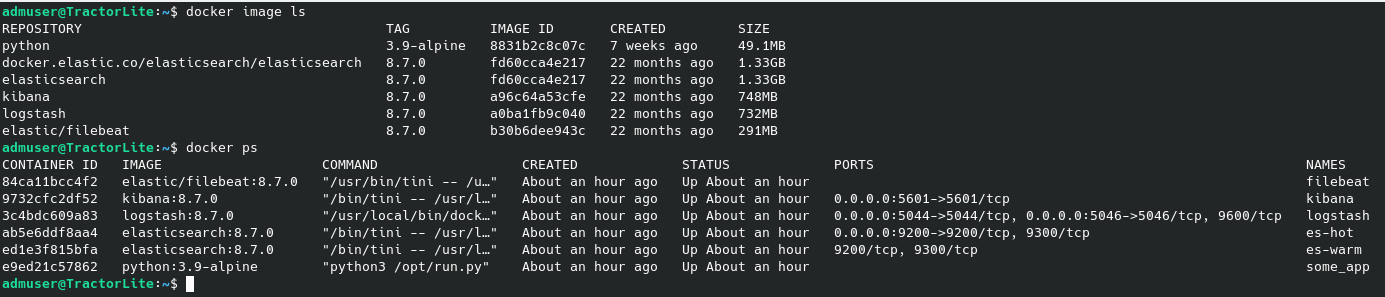 admuser@TractorLite:~$ docker image ls
REPOSITORY TAG IMAGE ID CREATED SIZE
python 3.9-alpine 8831b2c8c07c 7 weeks ago 49.1MB
docker.elastic.co/elasticsearch/elasticsearch 8.7.0 fd60cca4e217 22 months ago 1.33GB
elasticsearch 8.7.0 fd60cca4e217 22 months ago 1.33GB
kibana 8.7.0 a96c64a53cfe 22 months ago 748MB
logstash 8.7.0 a0ba1fb9c040 22 months ago 732MB
elastic/filebeat 8.7.0 b30b6dee943c 22 months ago 291MB
admuser@TractorLite:~$ docker ps
CONTAINER ID IMAGE COMMAND CREATED STATUS PORTS NAMES
84ca11bcc4f2 elastic/filebeat:8.7.0 "/usr/bin/tini -- /u…" About an hour ago Up About an hour filebeat
9732cfc2df52 kibana:8.7.0 "/bin/tini -- /usr/l…" About an hour ago Up About an hour 0.0.0.0:5601->5601/tcp kibana
3c4bdc609a83 logstash:8.7.0 "/usr/local/bin/dock…" About an hour ago Up About an hour 0.0.0.0:5044->5044/tcp, 0.0.0.0:5046->5046/tcp, 9600/tcp logstash
ab5e6ddf8aa4 elasticsearch:8.7.0 "/bin/tini -- /usr/l…" About an hour ago Up About an hour 0.0.0.0:9200->9200/tcp, 9300/tcp es-hot
ed1e3f815bfa elasticsearch:8.7.0 "/bin/tini -- /usr/l…" About an hour ago Up About an hour 9200/tcp, 9300/tcp es-warm
e9ed21c57862 python:3.9-alpine "python3 /opt/run.py" About an hour ago Up About an hour some_app
admuser@TractorLite:~$